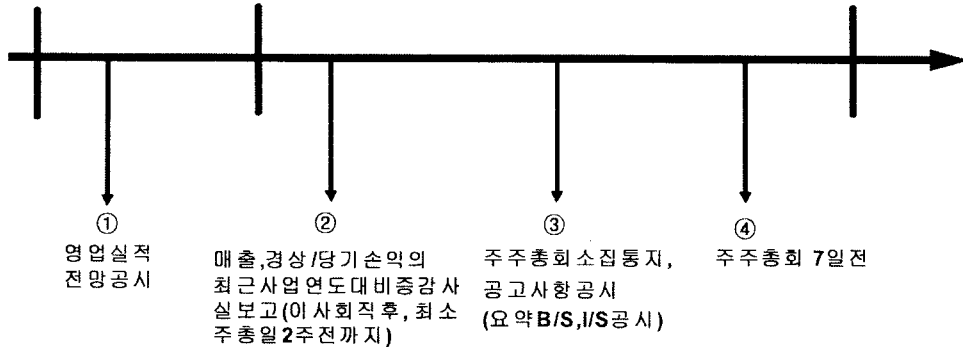 ①
영업실적
전망공시
②
매출,경상/당기손익의
최근사업연도대비증감사
실보고(이사회직후, 최소
주총일2주전까지)
③
주주총회소집통지,
공고사항공시
(요약B/S,I/S공시)
④
주주총회 7일전